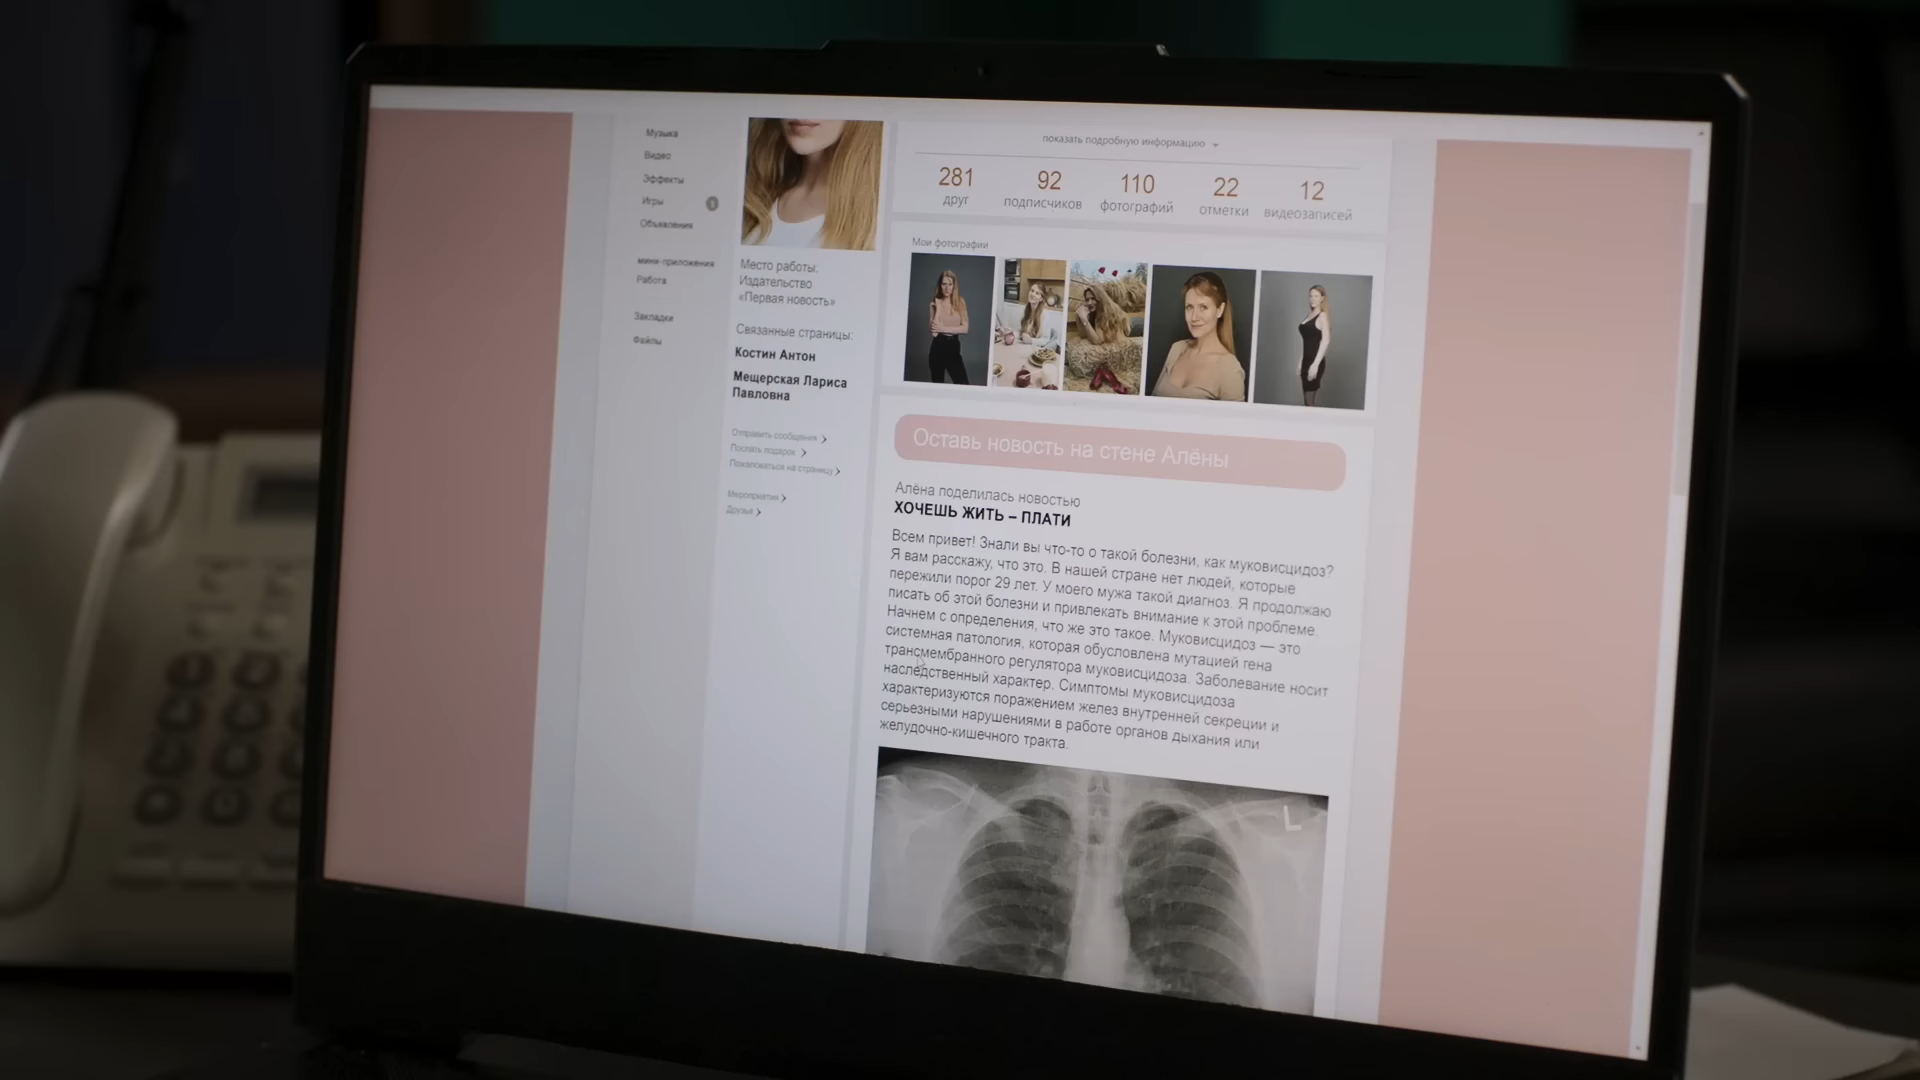 Музыка
Видео
Эффекты
Игры
1
Объявления
мини-приложения
Работа
Закладки
Файлы
Место работы:
Издательство
«Первая новость»
Связанные страницы:
Костин Антон
Мещерская Лариса
Павловна
Отправить сообщения
Послать подарок
Пожаловаться на страницу
Мероприятия
Друзья
показать подробную информацию
281 92 110 22 12
друг подписчиков фотографий отметки видеозаписей
Мои фотографии
Оставь новость на стене Алёны
Алёна поделилась новостью
ХОЧЕШЬ ЖИТЬ – ПЛАТИ
Всем привет! Знали вы что-то о такой болезни, как муковисцидоз?
Я вам расскажу, что это. В нашей стране нет людей, которые
пережили порог 29 лет. У моего мужа такой диагноз. Я продолжаю
писать об этой болезни и привлекать внимание к этой проблеме.
Начнем с определения, что же это такое. Муковисцидоз — это
системная патология, которая обусловлена мутацией гена
трансмембранного регулятора муковисцидоза. Заболевание носит
наследственный характер. Симптомы муковисцидоза
характеризуются поражением желез внутренней секреции и
серьезными нарушениями в работе органов дыхания или
желудочно-кишечного тракта.
L